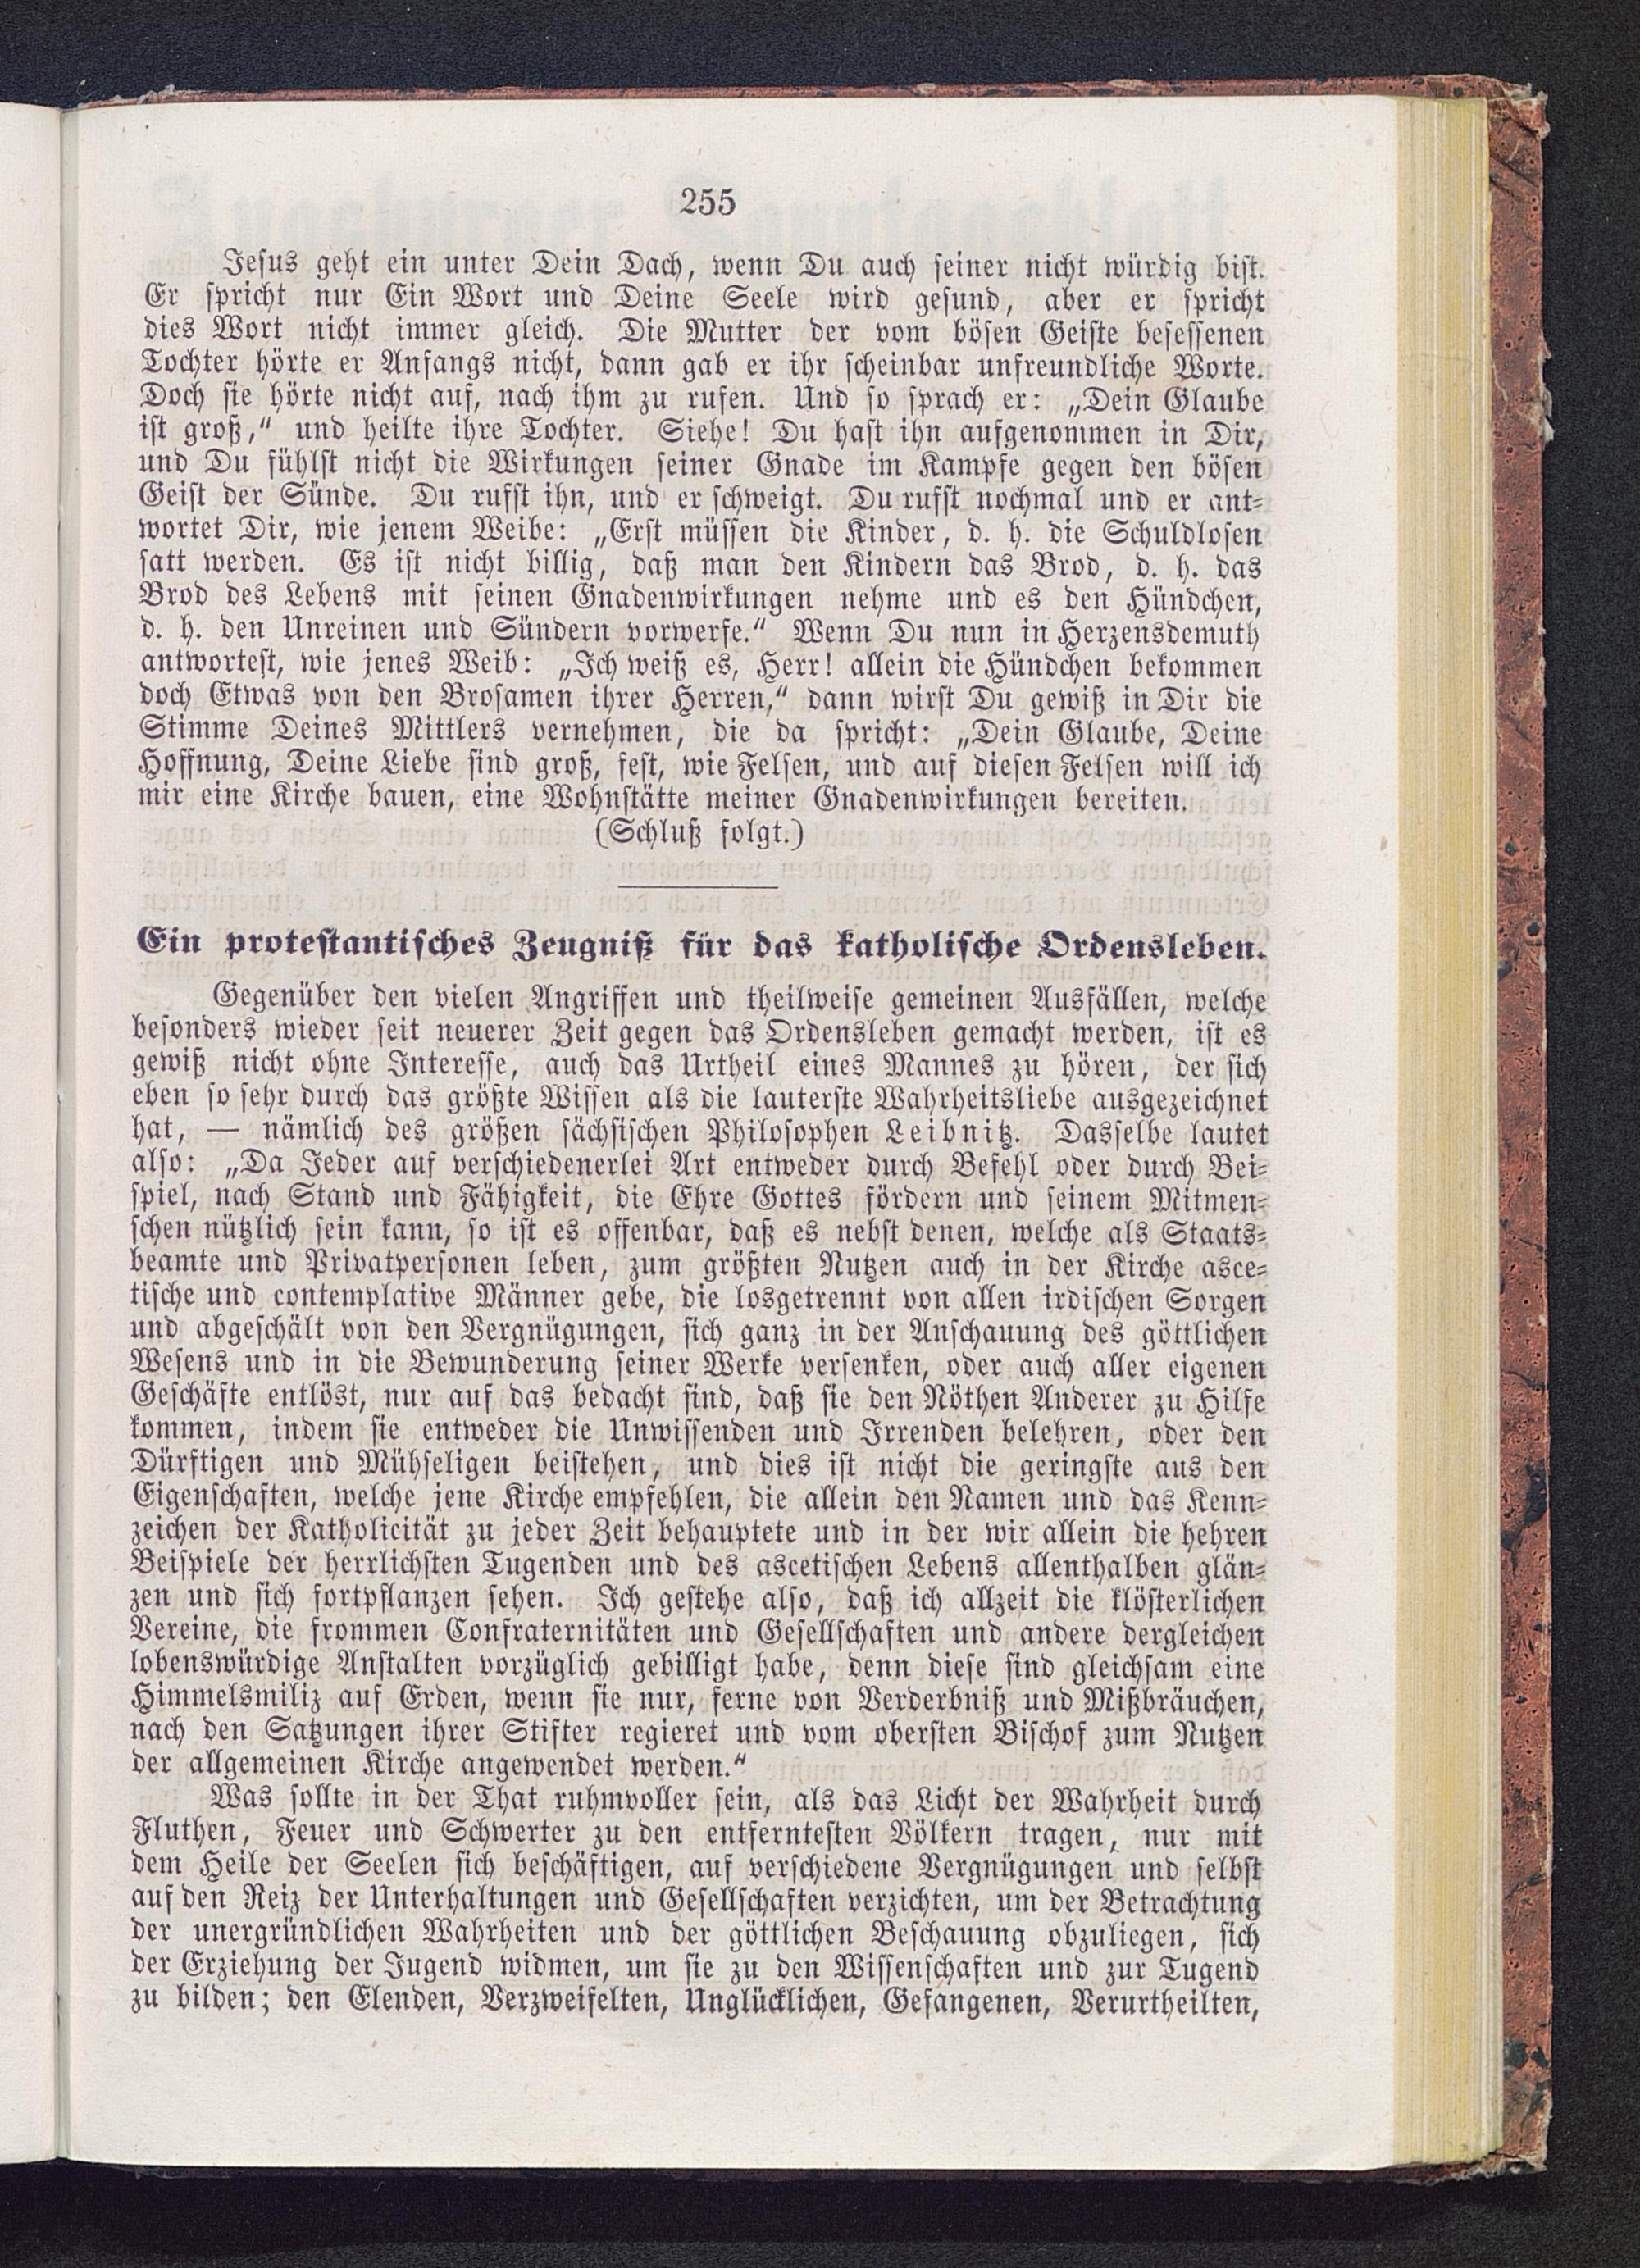 255
Jesus geht ein unter Dein Dach, wenn Du auch seiner nicht würdig bist.
Er spricht nur Ein Wort und Deine Seele wird gesund, aber er spricht
dies Wort nicht immer gleich. Die Mutter der vom bösen Geiste besessenen
Tochter hörte er Anfangs nicht, dann gab er ihr scheinbar unfreundliche Worte.
Doch sie hörte nicht auf, nach ihm zu rufen. Und so sprach er: „Dein Glaube
ist groß,“ und heilte ihre Tochter. Siehe! Du hast ihn aufgenommen in Dir,
und Du fühlst nicht die Wirkungen seiner Gnade im Kampfe gegen den bösen
Geist der Sünde. Du rufst ihn, und er schweigt. Du rufst nochmal und er ant-
wortet Dir, wie jenem Weibe: „Erst müssen die Kinder, d. h. die Schuldlosen
satt werden. Es ist nicht billig, daß man den Kindern das Brod, d. h. das
Brod des Lebens mit seinen Gnadenwirkungen nehme und es den Hündchen,
d. h. den Unreinen und Sündern vorwerfe.“ Wenn Du nun in Herzensdemuth
antwortest, wie jenes Weib: „Ich weiß es, Herr! allein die Hündchen bekommen
doch Etwas von den Brosamen ihrer Herren,“ dann wirst Du gewiß in Dir die
Stimme Deines Mittlers vernehmen, die da spricht: „Dein Glaube, Deine
Hoffnung, Deine Liebe sind groß, fest, wie Felsen, und auf diesen Felsen will ich
mir eine Kirche bauen, eine Wohnstätte meiner Gnadenwirkungen bereiten.
(Schluß folgt.)
Ein protestantisches Zeugniß für das katholische Ordensleben.
Gegenüber den vielen Angriffen und theilweise gemeinen Ausfällen, welche
besonders wieder seit neuerer Zeit gegen das Ordensleben gemacht werden, ist es
gewiß nicht ohne Interesse, auch das Urtheil eines Mannes zu hören, der sich
eben so sehr durch das größte Wissen als die lauterste Wahrheitsliebe ausgezeichnet
hat, — nämlich des größen sächsischen Philosophen Leibnitz. Dasselbe lautet
also: „Da Jeder auf verschiedenerlei Art entweder durch Befehl oder durch Bei-
spiel, nach Stand und Fähigkeit, die Ehre Gottes fördern und seinem Mitmen-
schen nützlich sein kann, so ist es offenbar, daß es nebst denen, welche als Staats-
beamte und Privatpersonen leben, zum größten Nutzen auch in der Kirche asce-
tische und contemplative Männer gebe, die losgetrennt von allen irdischen Sorgen
und abgeschält von den Vergnügungen, sich ganz in der Anschauung des göttlichen
Wesens und in die Bewunderung seiner Werke versenken, oder auch aller eigenen
Geschäfte entlöst, nur auf das bedacht sind, daß sie den Nöthen Anderer zu Hilfe
kommen, indem sie entweder die Unwissenden und Irrenden belehren, oder den
Dürftigen und Mühseligen beistehen, und dies ist nicht die geringste aus den
Eigenschaften, welche jene Kirche empfehlen, die allein den Namen und das Kenn-
zeichen der Katholicität zu jeder Zeit behauptete und in der wir allein die hehren
Beispiele der herrlichsten Tugenden und des ascetischen Lebens allenthalben glän-
zen und sich fortpflanzen sehen. Ich gestehe also, daß ich allzeit die klösterlichen
Vereine, die frommen Confraternitäten und Gesellschaften und andere dergleichen
lobenswürdige Anstalten vorzüglich gebilligt habe, denn diese sind gleichsam eine
Himmelsmiliz auf Erden, wenn sie nur, ferne von Verderbniß und Mißbräuchen,
nach den Satzungen ihrer Stifter regieret und vom obersten Bischof zum Nutzen
der allgemeinen Kirche angewendet werden.“
Was sollte in der That ruhmvoller sein, als das Licht der Wahrheit durch
Fluthen, Feuer und Schwerter zu den entferntesten Völkern tragen, nur mit
dem Heile der Seelen sich beschäftigen, auf verschiedene Vergnügungen und selbst
auf den Reiz der Unterhaltungen und Gesellschaften verzichten, um der Betrachtung
der unergründlichen Wahrheiten und der göttlichen Beschauung obzuliegen, sich
der Erziehung der Jugend widmen, um sie zu den Wissenschaften und zur Tugend
zu bilden; den Elenden, Verzweifelten, Unglücklichen, Gefangenen, Verurtheilten,